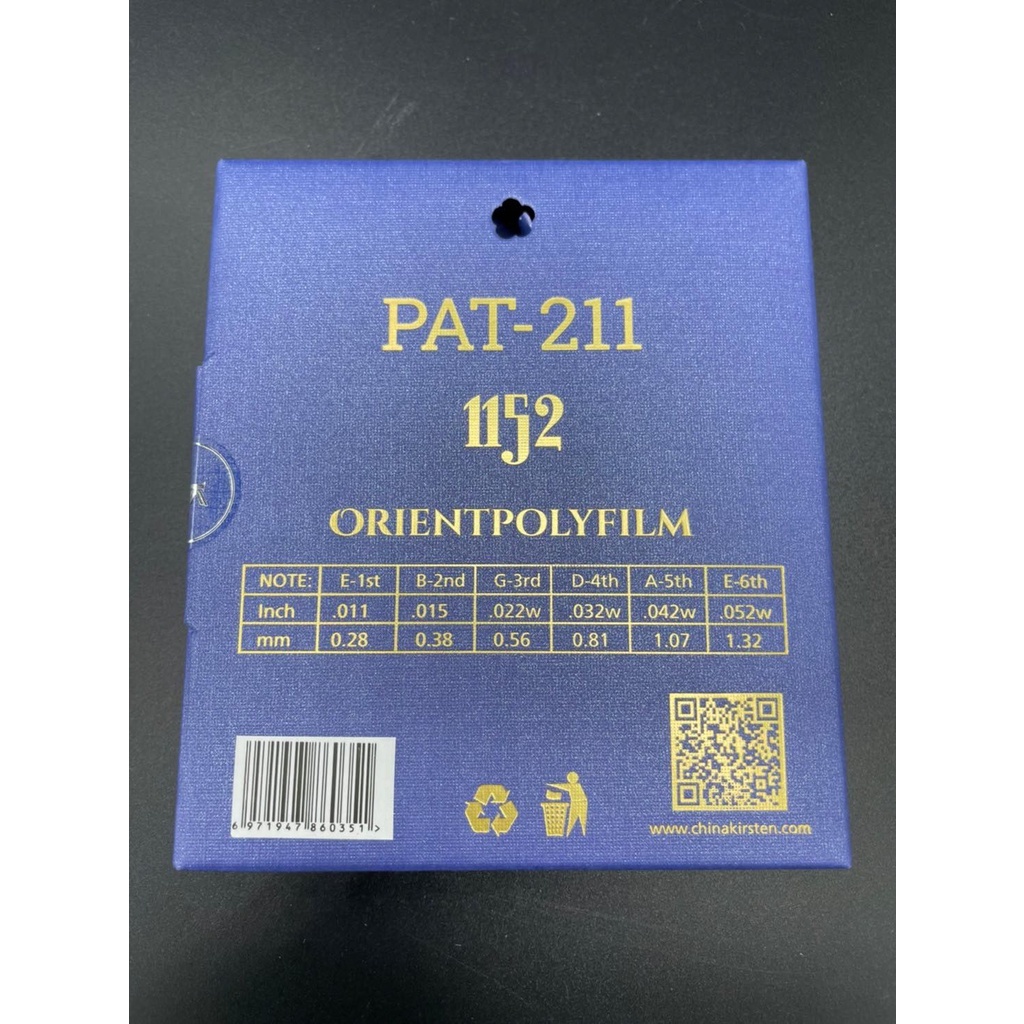 PAT-211
1152
ORIENTPOLYFILM
NOTE: E-1st B-2nd G-3rd D-4th A-5th E-6th
Inch .011 .015 .022w .032w .042w .052w
mm 0.28 0.38 0.56 0.81 1.07 1.32
6 971947 860351 >
www.chinakirsten.com